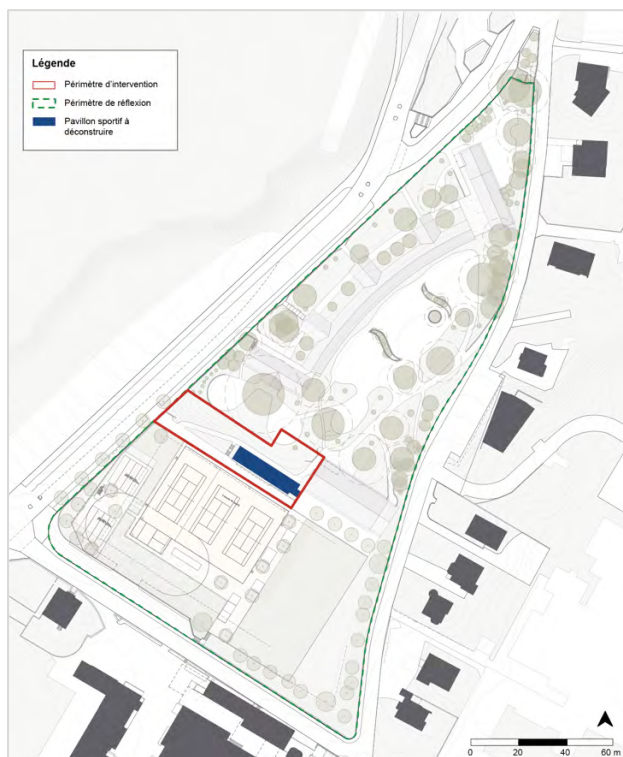 Légende
Périmètre d'intervention
Périmètre de réflexion
Pavillon sportif à
déconstruire
0 20 40 60 m